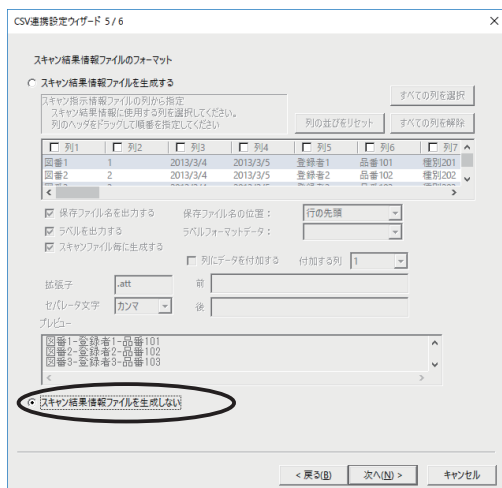 CSV連携設定ウィザード 5 / 6
スキャン結果情報ファイルのフォーマット
スキャン結果情報ファイルを生成する
スキャン指示情報ファイルの列から指定
スキャン結果情報に使用する列を選択してください。
列のヘッダをドラッグして順番を指定してください
すべての列を選択
列の並びをリセット すべての列を解除
列1 列2 列3 列4 列5 列6 列7
図番1 1 2013/3/4 2013/3/5 登録者1 品番101 種別201
図番2 2 2013/3/4 2013/3/5 登録者2 品番102 種別202
保存ファイル名を出力する 保存ファイル名の位置: 行の先頭
ラベルを出力する ラベルフォーマットデータ:
スキャンファイル毎に生成する
列にデータを付加する 付加する列 1
拡張子 .att 前
セパレータ文字 カンマ 後
プレビュー
図番1-登録者1-品番101
図番2-登録者2-品番102
図番3-登録者3-品番103
スキャン結果情報ファイルを生成しない
< 戻る(B) 次へ(N) > キャンセル